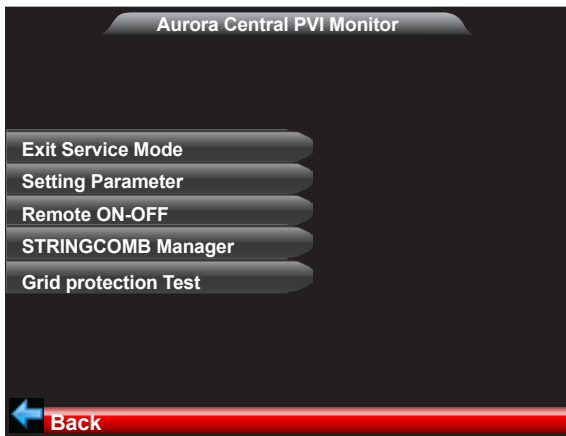 Aurora Central PVI Monitor
Exit Service Mode
Setting Parameter
Remote ON-OFF
STRINGCOMB Manager
Grid protection Test
Back